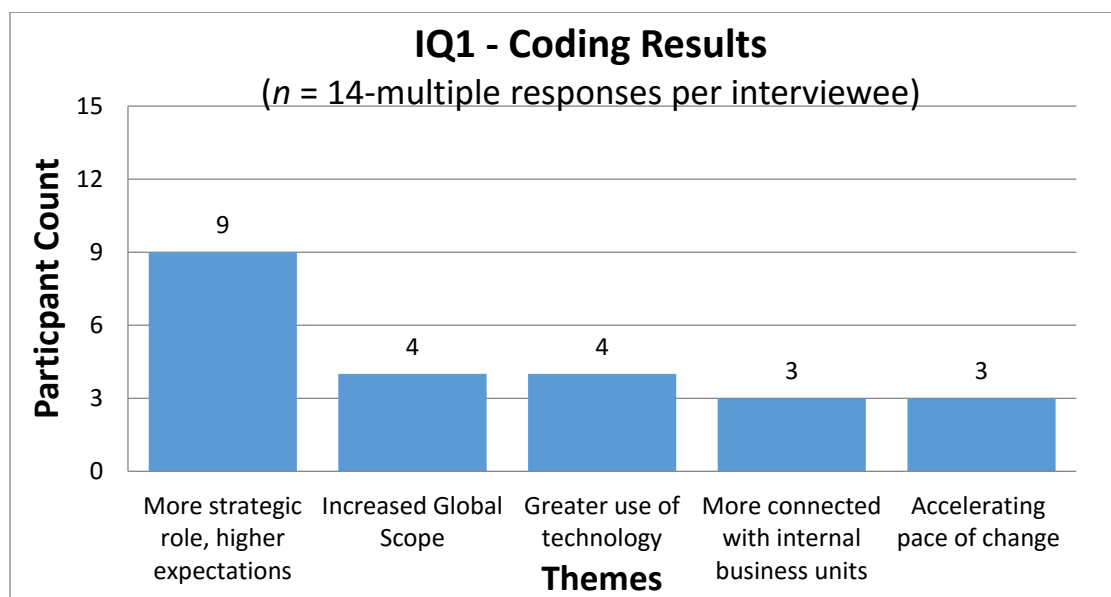 IQ1 - Coding Results
(n = 14-multiple responses per interviewee)
Particpant Count
15
12
9
6
3
0
9
4
4
3
3
More strategic
role, higher
expectations
Increased Global
Scope
Greater use of
technology
More connected
with internal
business units
Accelerating
pace of change
Themes